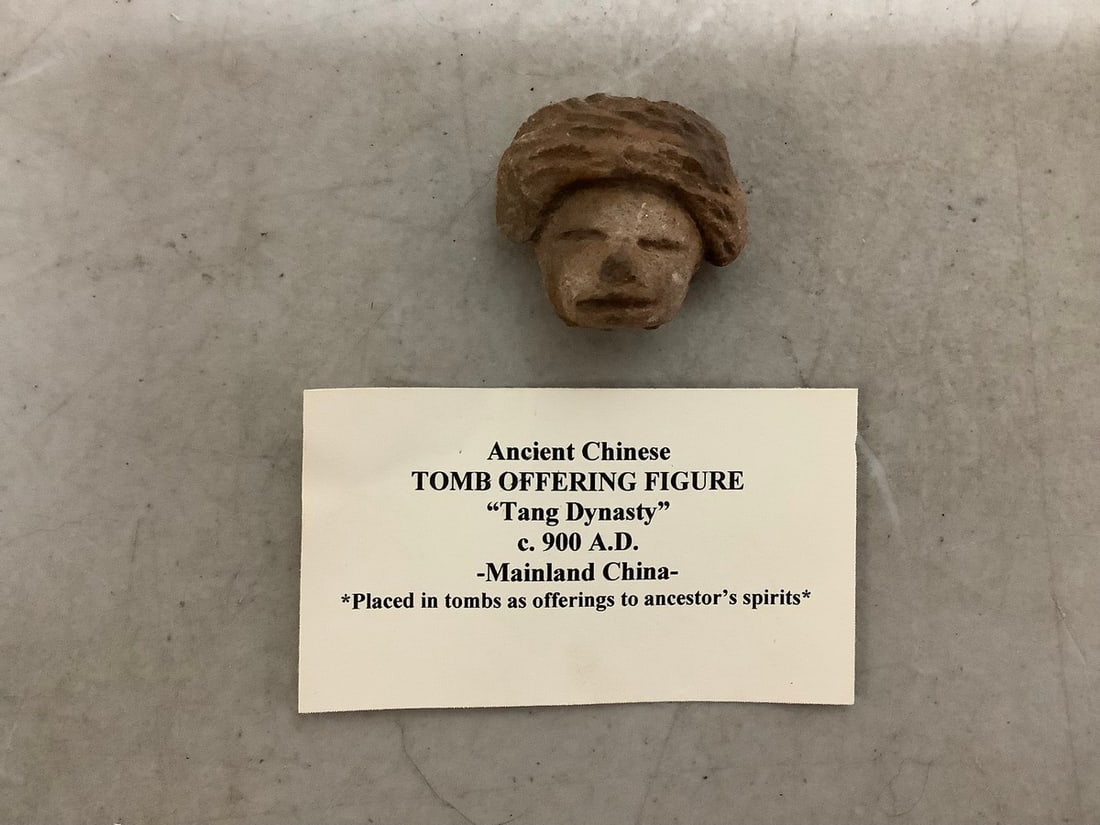 Ancient Chinese
TOMB OFFERING FIGURE
“Tang Dynasty”
c. 900 A.D.
-Mainland China-
*Placed in tombs as offerings to ancestor’s spirits*